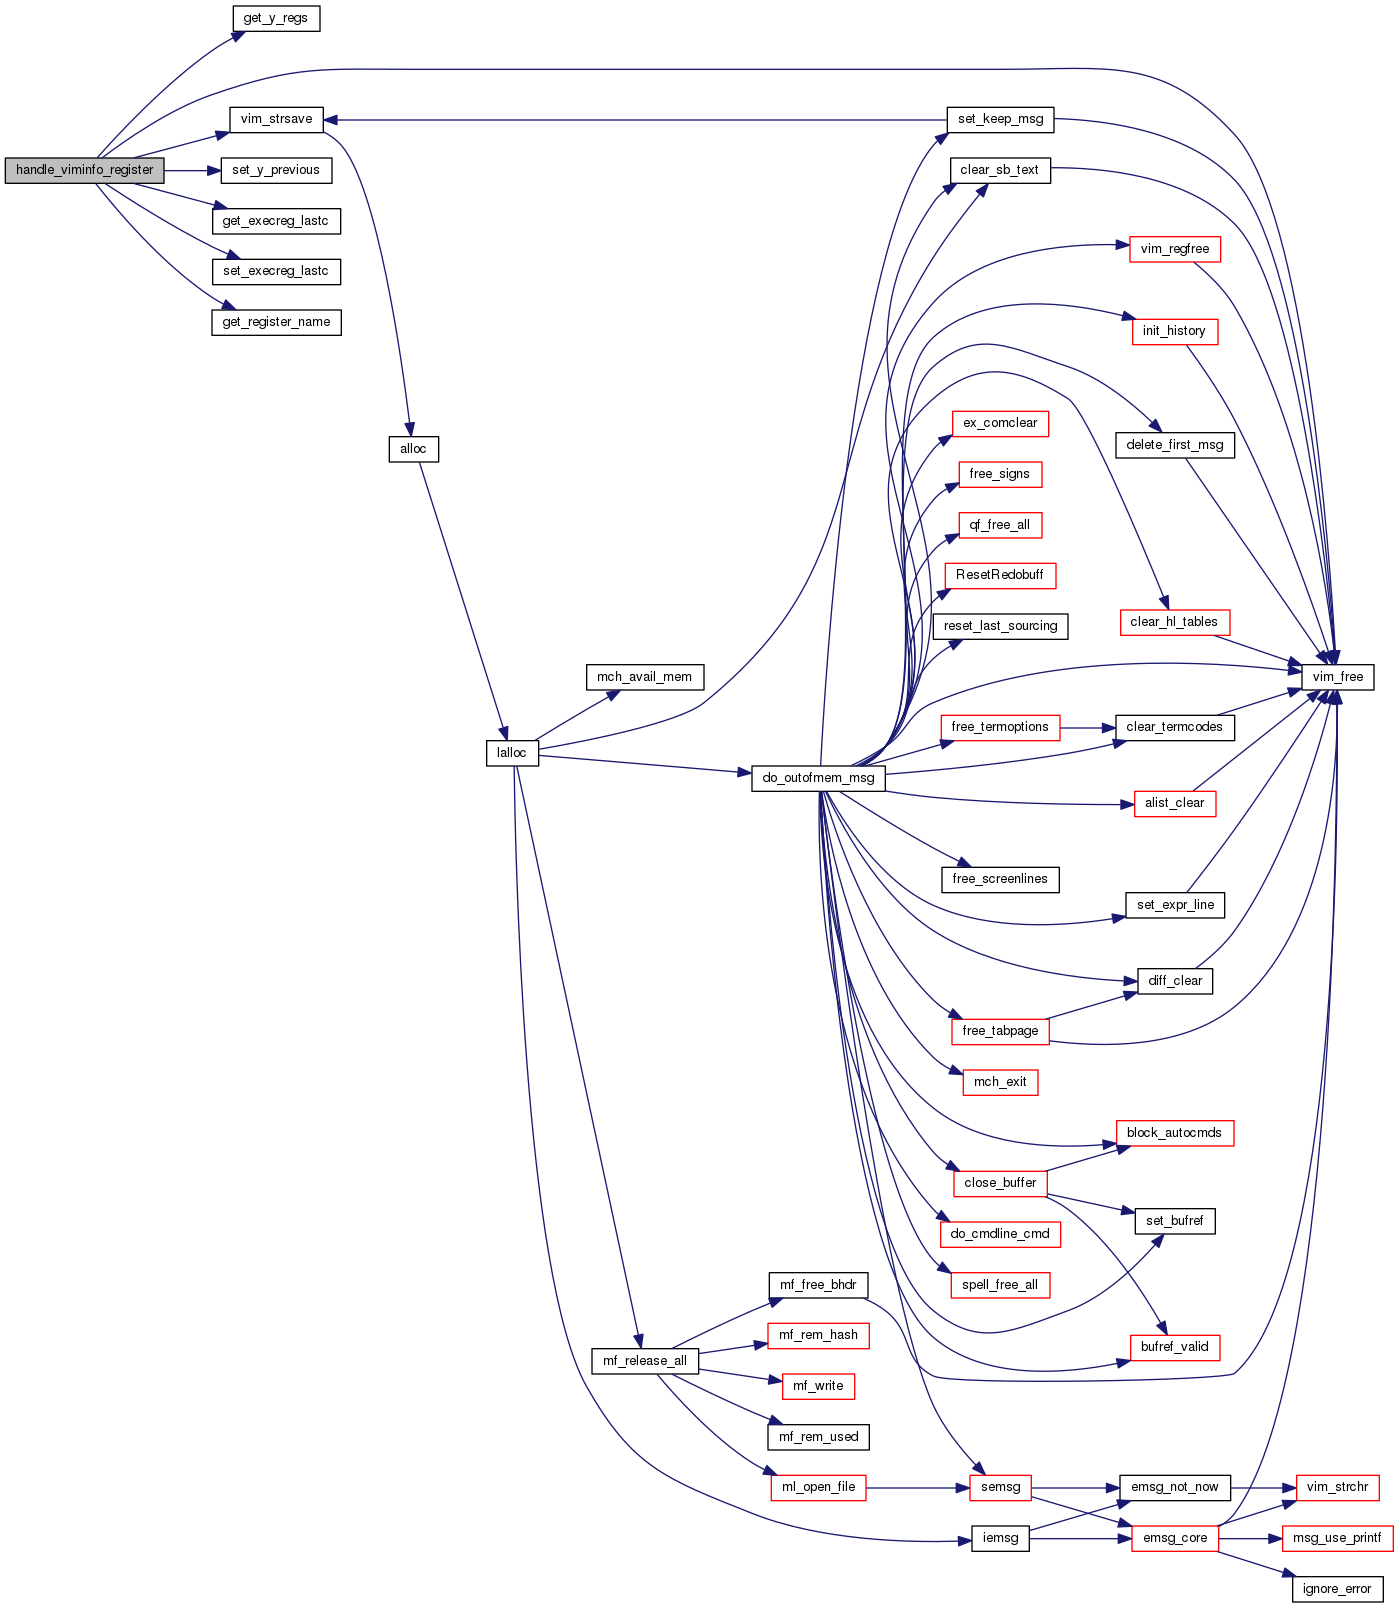 get_y_regs
vim_strsave
set_keep_msg
handle_viminfo_register
set_y_previous
clear_sb_text
get_execreg_lastc
vim_regfree
set_execreg_lastc
get_register_name
init_history
ex_comclear
alloc
delete_first_msg
free_signs
qf_free_all
ResetRedobuff
reset_last_sourcing
clear_hl_tables
mch_avail_mem
vim_free
free_termoptions
clear_termcodes
lalloc
do_outofmem_msg
alist_clear
free_screenlines
set_expr_line
diff_clear
free_tabpage
mch_exit
block_autocmds
close_buffer
set_bufref
do_cmdline_cmd
mf_free_bhdr
spell_free_all
mf_rem_hash
bufref_valid
mf_release_all
mf_write
mf_rem_used
ml_open_file
semsg
emsg_not_now
vim_strchr
iemsg
emsg_core
msg_use_printf
ignore_error